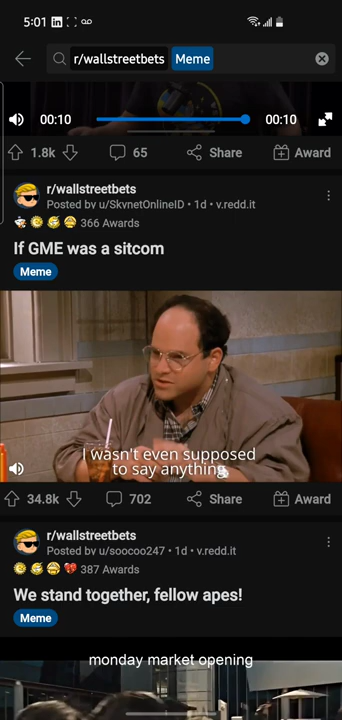 5:01
r/wallstreetbets Meme
00:10 00:10
1.8k 65 Share Award
r/wallstreetbets
Posted by u/SkynetOnlineID • 1d • v.redd.it
366 Awards
If GME was a sitcom
Meme
I wasn't even supposed
to say anything.
34.8k 702 Share Award
r/wallstreetbets
Posted by u/soocoo247 • 1d • v.redd.it
387 Awards
We stand together, fellow apes!
Meme
monday market opening